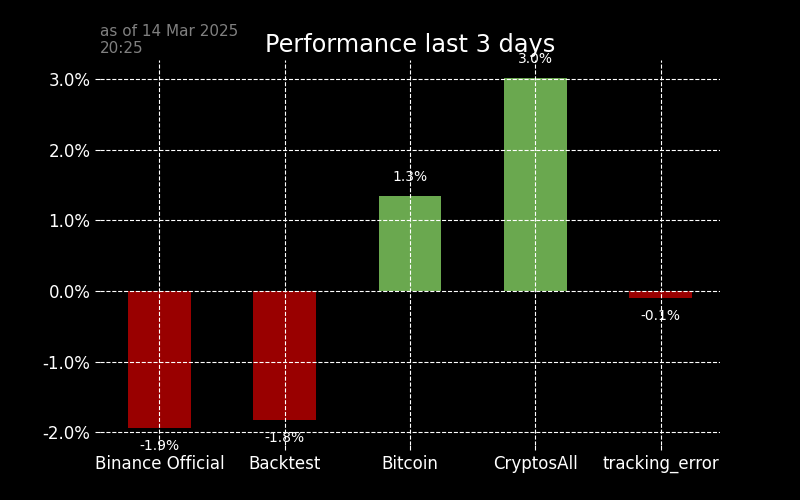 as of 14 Mar 2025
20:25
Performance last 3 days
3.0%
3.0%
2.0%
1.3%
1.0%
0.0%
-0.1%
-1.0%
-2.0%
-1.9%
-1.8%
Binance Official
Backtest
Bitcoin
CryptosAll
tracking_error